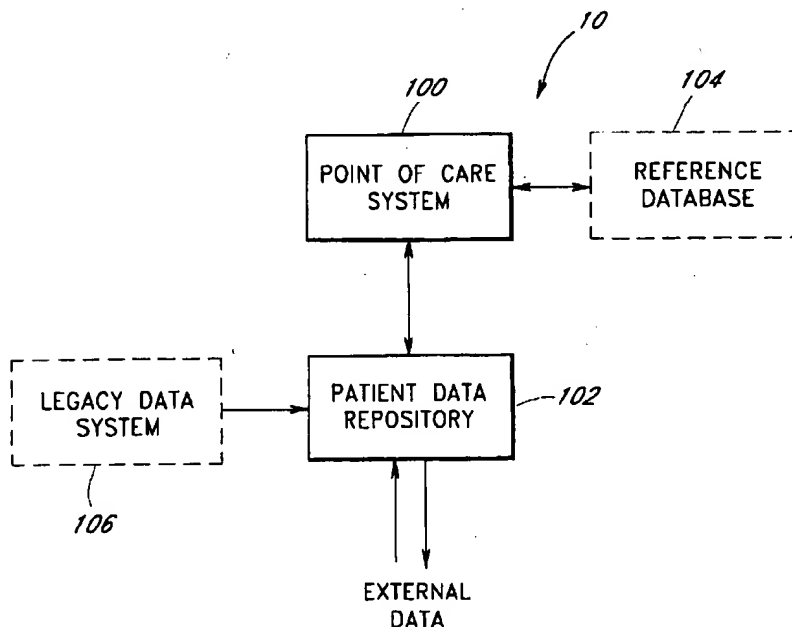 10
100
104
POINT OF CARE
SYSTEM
REFERENCE
DATABASE
LEGACY DATA
SYSTEM
PATIENT DATA
REPOSITORY
102
106
EXTERNAL
DATA